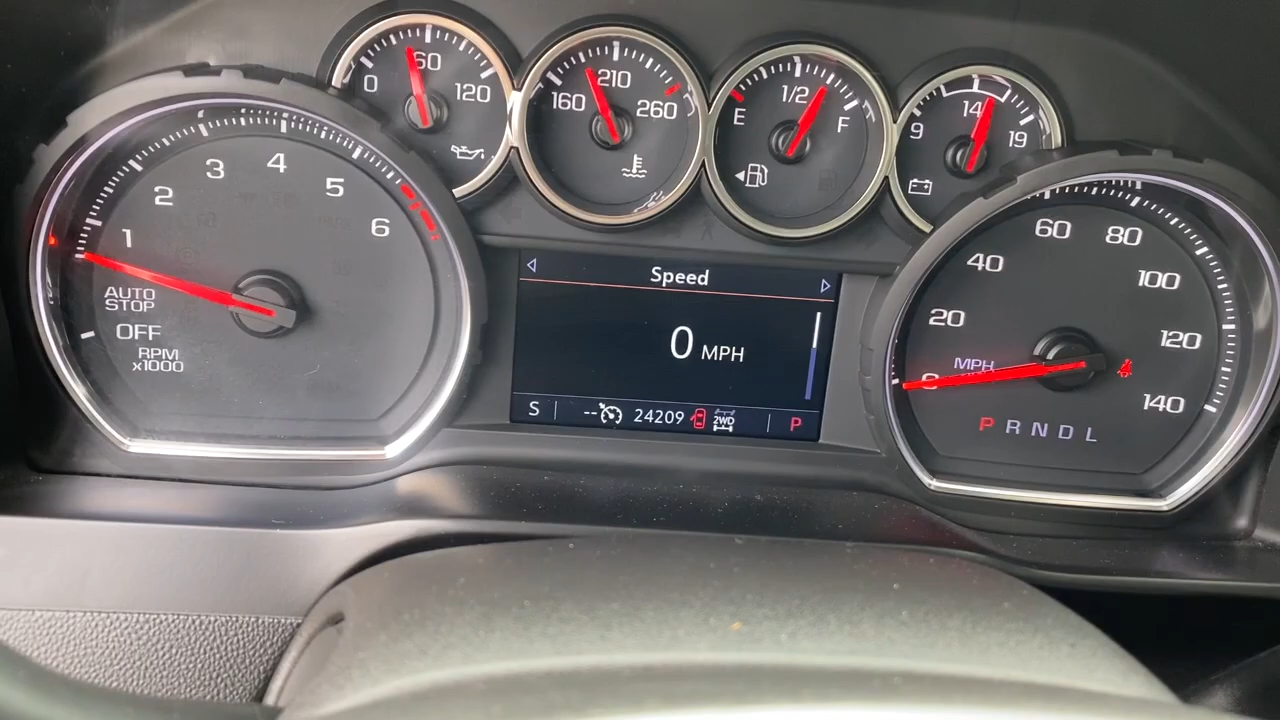 0 60 120
160 210 260
E 1/2 F
9 14 19
1 2 3 4 5 6
AUTO
STOP
OFF
RPM
x1000
Speed
0 MPH
S -- 24209 2WD P
0 20 40 60 80 100 120 140
MPH
P R N D L